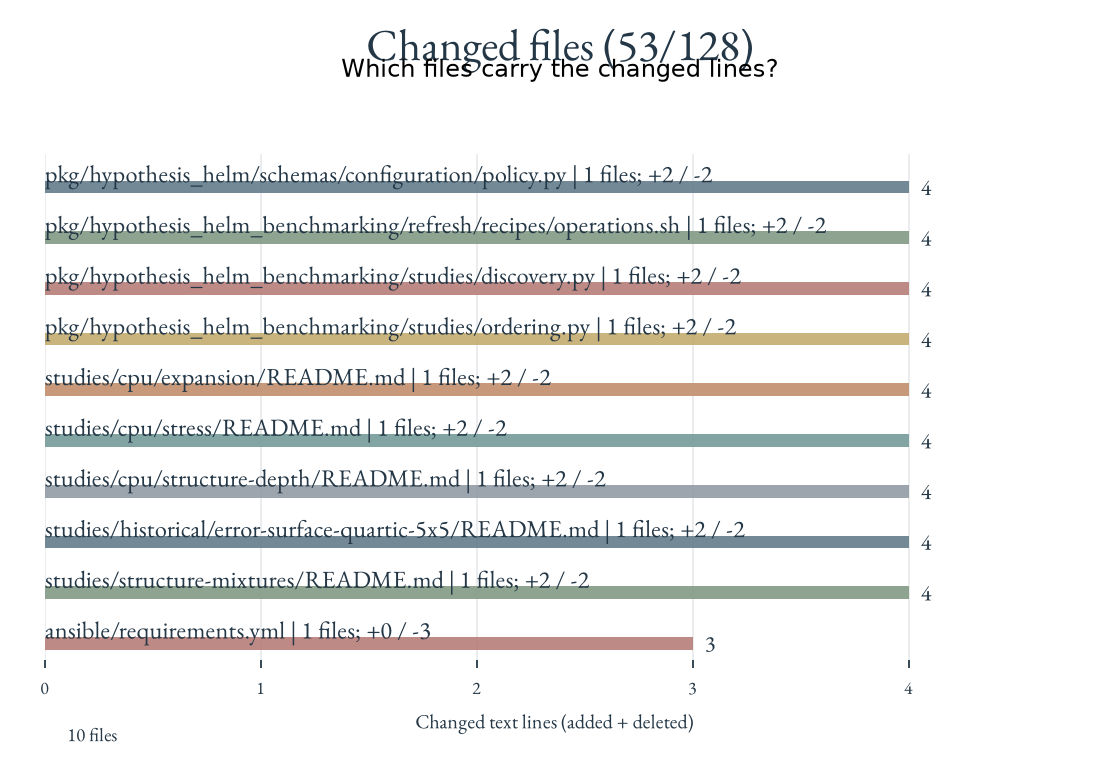 Changed files (53/128)
Which files carry the changed lines?
pkg/hypothesis_helm/schemas/configuration/policy.py | 1 files; +2 / -2
4
pkg/hypothesis_helm_benchmarking/refresh/recipes/operations.sh | 1 files; +2 / -2
4
pkg/hypothesis_helm_benchmarking/studies/discovery.py | 1 files; +2 / -2
4
pkg/hypothesis_helm_benchmarking/studies/ordering.py | 1 files; +2 / -2
4
studies/cpu/expansion/README.md | 1 files; +2 / -2
4
studies/cpu/stress/README.md | 1 files; +2 / -2
4
studies/cpu/structure-depth/README.md | 1 files; +2 / -2
4
studies/historical/error-surface-quartic-5x5/README.md | 1 files; +2 / -2
4
studies/structure-mixtures/README.md | 1 files; +2 / -2
4
ansible/requirements.yml | 1 files; +0 / -3
3
0 1 2 3 4
Changed text lines (added + deleted)
10 files